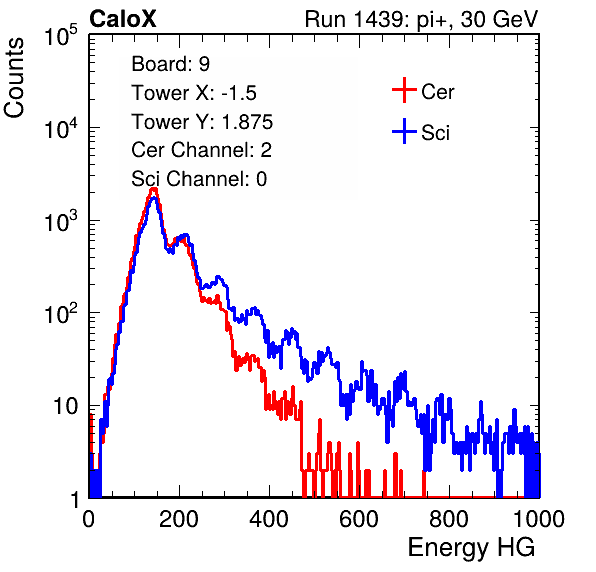 CaloX
Run 1439: pi+, 30 GeV
Counts
Board: 9
Tower X: -1.5
Tower Y: 1.875
Cer Channel: 2
Sci Channel: 0
Cer
Sci
10^5
10^4
10^3
10^2
10
1
0 200 400 600 800 1000
Energy HG